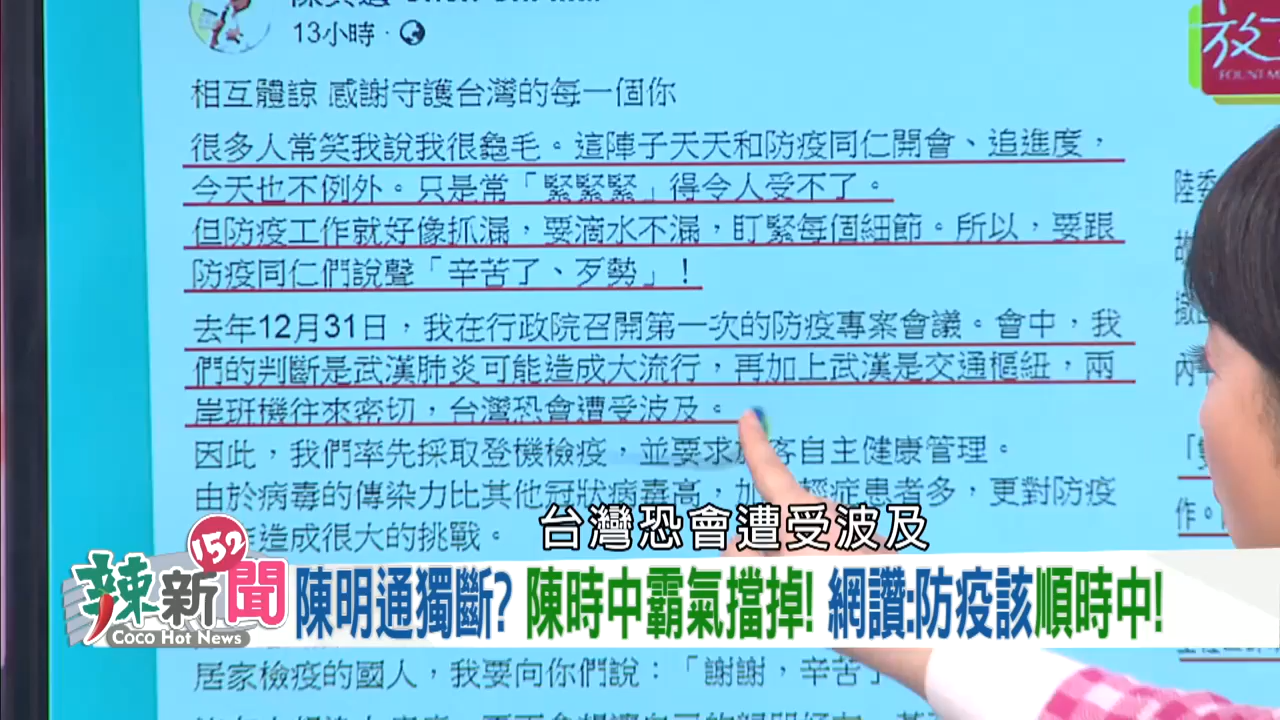 13小時
相互體諒 感謝守護台灣的每一個你
很多人常笑我說我很龜毛。這陣子天天和防疫同仁開會、追進度，
今天也不例外。只是常「緊緊緊」得令人受不了。
但防疫工作就好像抓漏，要滴水不漏，盯緊每個細節。所以，要跟
防疫同仁們說聲「辛苦了、歹勢」！
去年12月31日，我在行政院召開第一次的防疫專案會議。會中，我
們的判斷是武漢肺炎可能造成大流行，再加上武漢是交通樞紐，兩
岸班機往來密切，台灣恐會遭受波及。
因此，我們率先採取登機檢疫，並要求 客自主健康管理。
由於病毒的傳染力比其他冠狀病毒高，加 輕症患者多，更對防疫
造成很大的挑戰。
台灣恐會遭受波及
152
辣新聞
Coco Hot News
陳明通獨斷? 陳時中霸氣擋掉! 網讚:防疫該順時中!
居家檢疫的國人，我要向你們說：「謝謝，辛苦了
放
FOUNT M
陸委
故
內
作。